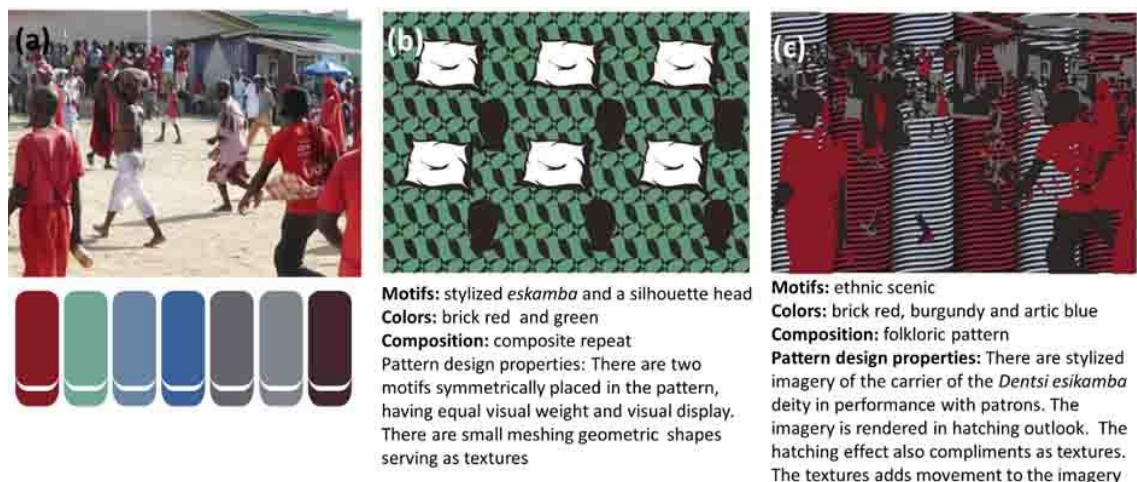 (a)
(b)
(c)
Motifs: stylized eskamba and a silhouette head
Colors: brick red and green
Composition: composite repeat
Pattern design properties: There are two
motifs symmetrically placed in the pattern,
having equal visual weight and visual display.
There are small meshing geometric shapes
serving as textures
Motifs: ethnic scenic
Colors: brick red, burgundy and artic blue
Composition: folkloric pattern
Pattern design properties: There are stylized
imagery of the carrier of the Dentsi esikamba
deity in performance with patrons. The
imagery is rendered in hatching outlook. The
hatching effect also compliments as textures.
The textures adds movement to the imagery